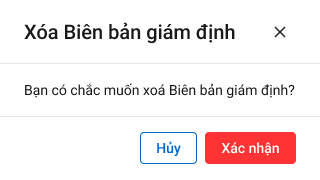 Xóa Biên bản giám định
Bạn có chắc muốn xoá Biên bản giám định?
Hủy
Xác nhận